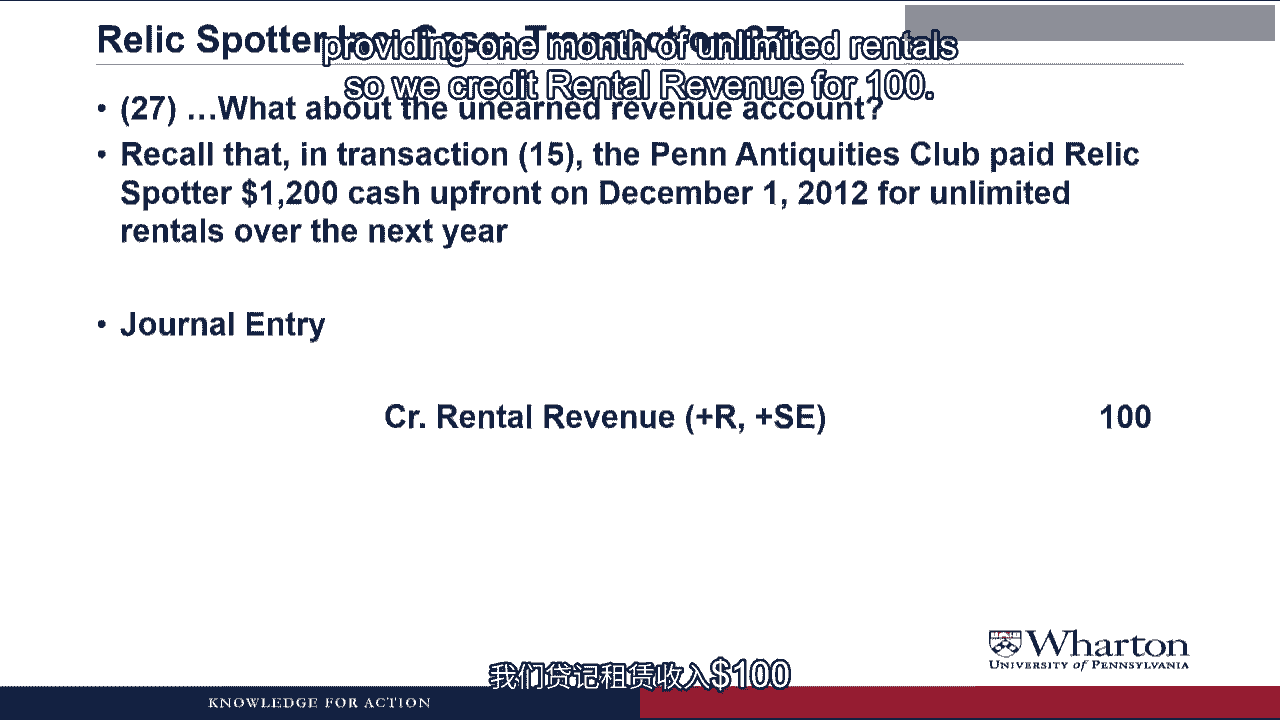 Relic Spotter Inc. Case: Transaction 27
providing one month of unlimited rentals
so we credit Rental Revenue for 100.
• (27) …What about the unearned revenue account?
• Recall that, in transaction (15), the Penn Antiquities Club paid Relic
Spotter $1,200 cash upfront on December 1, 2012 for unlimited
rentals over the next year
• Journal Entry
Cr. Rental Revenue (+R, +SE) 100
Wharton
UNIVERSITY of PENNSYLVANIA
我们贷记租赁收入$100
KNOWLEDGE FOR ACTION